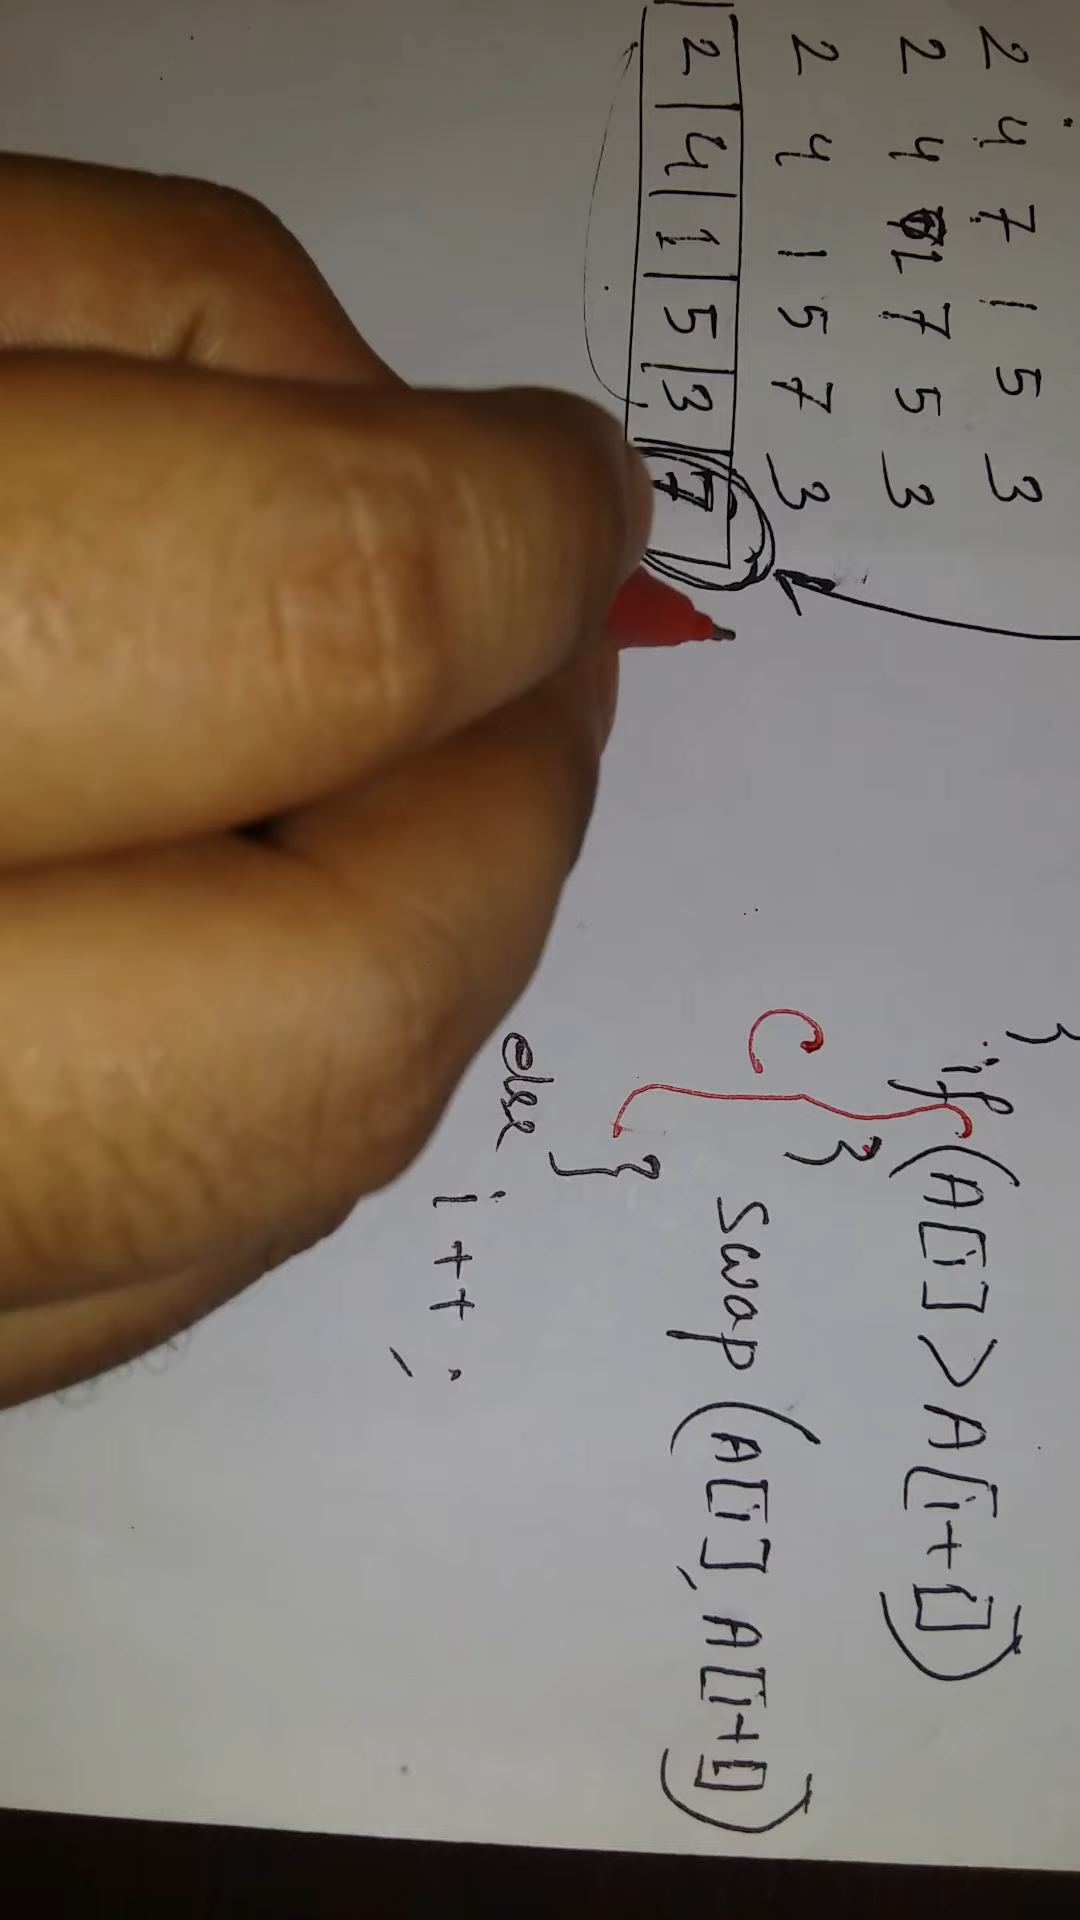 2 4 7 1 5 3
2 4 1 7 5 3
2 4 1 5 7 3
2 | 4 | 1 | 5 | 3 | 7
}
if (A[i] > A[i+1])
{
swap (A[i], A[i+1])
}
else
i++;